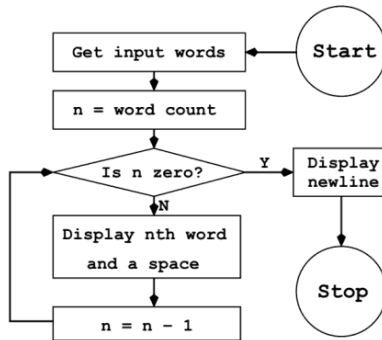 Start
Get input words
n = word count
Is n zero?
Y
N
Display
newline
Display nth word
and a space
Stop
n = n - 1